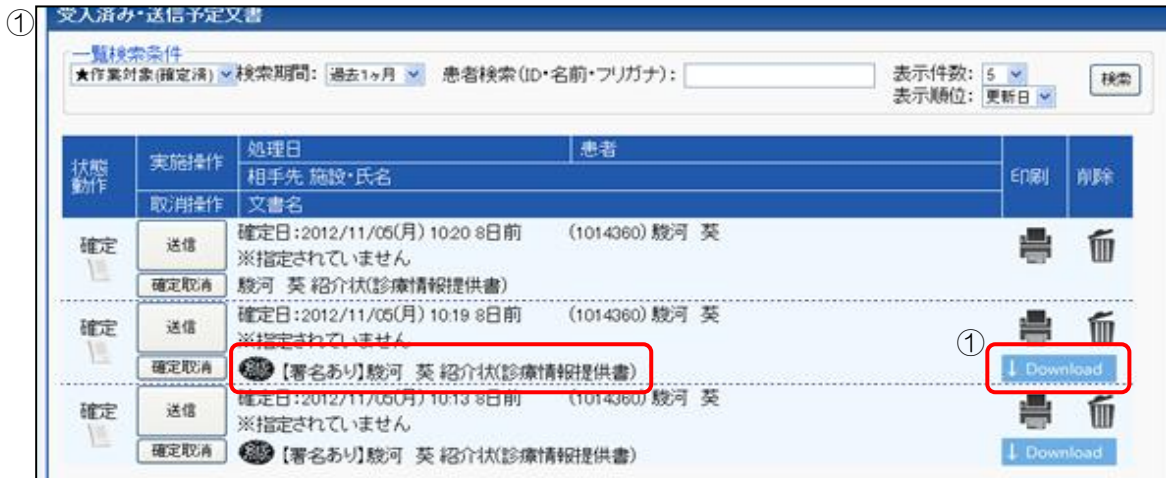 ①
受入済み・送信予定文書
一覧検索条件
★作業対象(確定済) 検索期間: 過去1ヶ月 患者検索(ID・名前・フリガナ): 表示件数: 5 検索
表示順位: 更新日
状態動作 実施操作 処理日 患者 印刷 削除
相手先 施設・氏名
取消操作 文書名
確定 送信 確定日:2012/11/05(月) 10:20 8日前 (1014360) 駿河 葵
※指定されていません
確定取消 駿河 葵 紹介状(診療情報提供書)
確定 送信 確定日:2012/11/05(月) 10:19 8日前 (1014360) 駿河 葵
※指定されていません
①
確定取消 【署名あり】駿河 葵 紹介状(診療情報提供書) ↓ Download
確定 送信 確定日:2012/11/05(月) 10:13 8日前 (1014360) 駿河 葵
※指定されていません
確定取消 【署名あり】駿河 葵 紹介状(診療情報提供書) ↓ Download